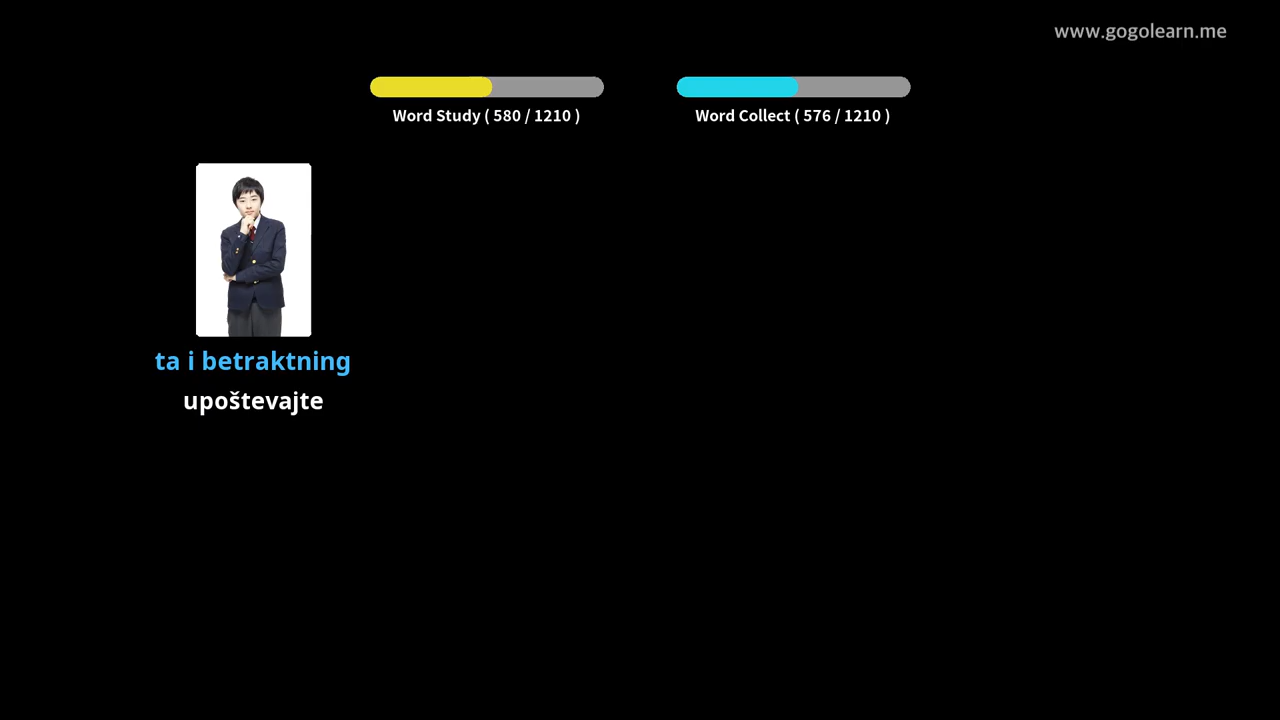 www.gogolearn.me
Word Study ( 580 / 1210 )
Word Collect ( 576 / 1210 )
ta i betraktning
upoštevajte